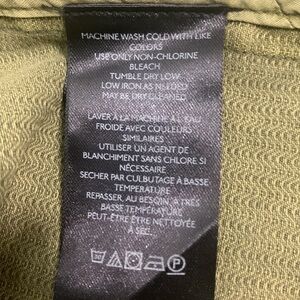 MACHINE WASH COLD WITH LIKE
COLORS
USE ONLY NON-CHLORINE
BLEACH
TUMBLE DRY LOW
LOW IRON AS NEEDED
MAY BE DRY CLEANED
LAVER À LA MACHINE À L'EAU
FROIDE AVEC COULEURS
SIMILAIRES
UTILISER UN AGENT DE
BLANCHIMENT SANS CHLORE SI
NÉCESSAIRE
SECHER PAR CULBUTAGE À BASSE
TEMPERATURE
REPASSER, AU BESOIN, À TRÈS
BASSE TEMPÉRATURE
PEUT-ÊTRE ÊTRE NETTOYÉE
À SEC
P